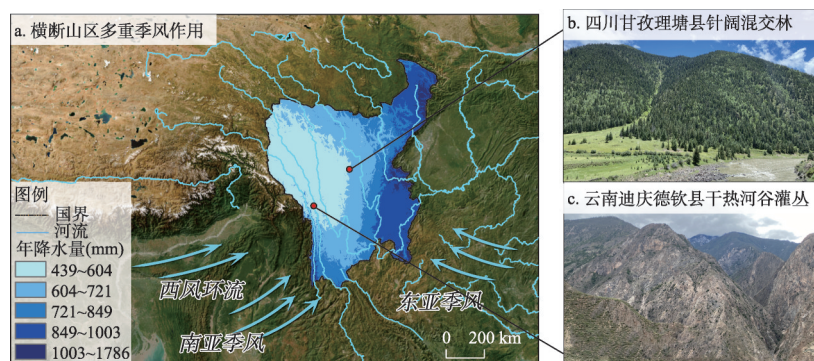 a. 横断山区多重季风作用
图例
国界
河流
年降水量(mm)
439~604
604~721
721~849
849~1003
1003~1786
西风环流
南亚季风
东亚季风
0 200 km
b. 四川甘孜理塘县针阔混交林
c. 云南迪庆德钦县干热河谷灌丛